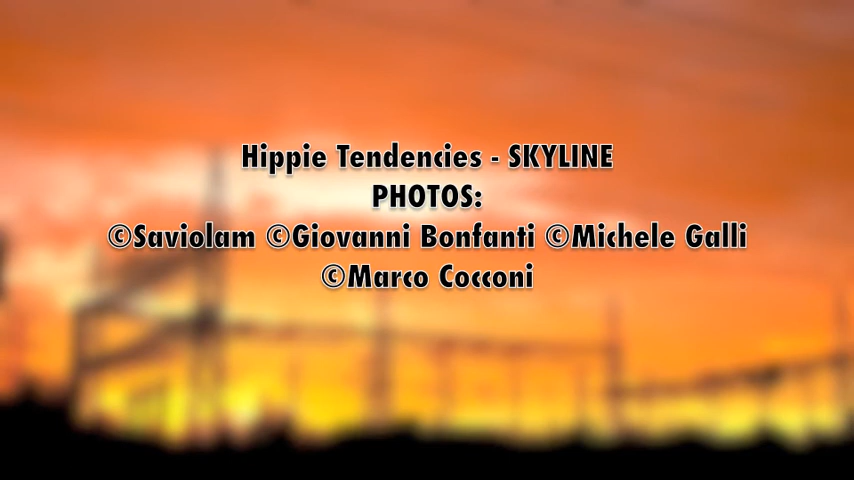 Hippie Tendencies - SKYLINE
PHOTOS:
©Saviolam ©Giovanni Bonfanti ©Michele Galli
©Marco Cocconi